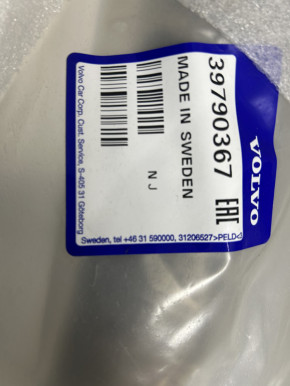 VOLVO
39790367
EAC
MADE IN SWEDEN
N J
Volvo Car Corp. Cust. Service, S-405 31 Göteborg
Sweden, tel +46 31 590000, 31206527>PELD<